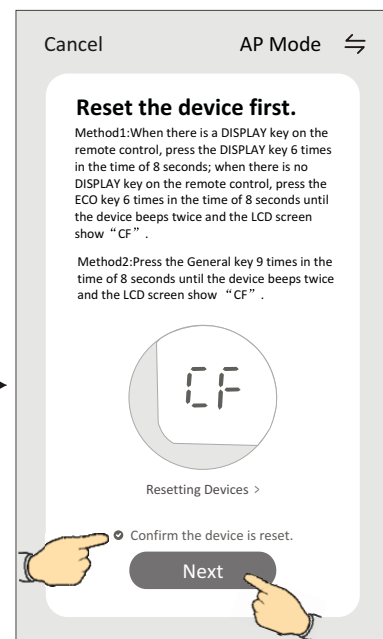 Cancel AP Mode
Reset the device first.
Method1:When there is a DISPLAY key on the
remote control, press the DISPLAY key 6 times
in the time of 8 seconds; when there is no
DISPLAY key on the remote control, press the
ECO key 6 times in the time of 8 seconds until
the device beeps twice and the LCD screen
show “CF”.
Method2:Press the General key 9 times in the
time of 8 seconds until the device beeps twice
and the LCD screen show “CF”.
CF
Resetting Devices >
Confirm the device is reset.
Next